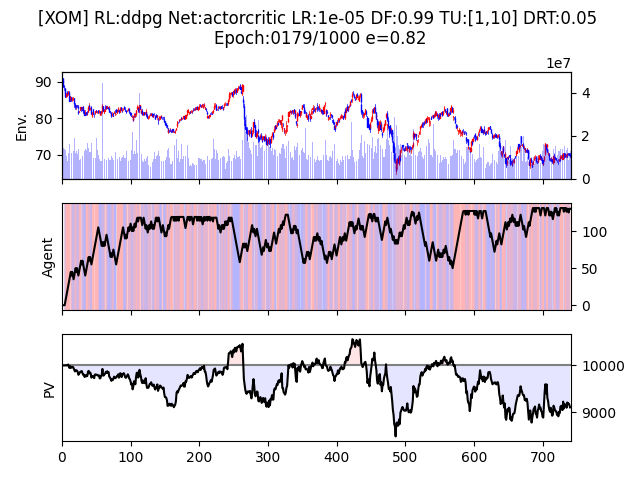 [XOM] RL:ddpg Net:actorcritic LR:1e-05 DF:0.99 TU:[1,10] DRT:0.05
Epoch:0179/1000 e=0.82
1e7
90
80
70
Env.
4
2
0
Agent
100
50
0
PV
10000
9000
0 100 200 300 400 500 600 700